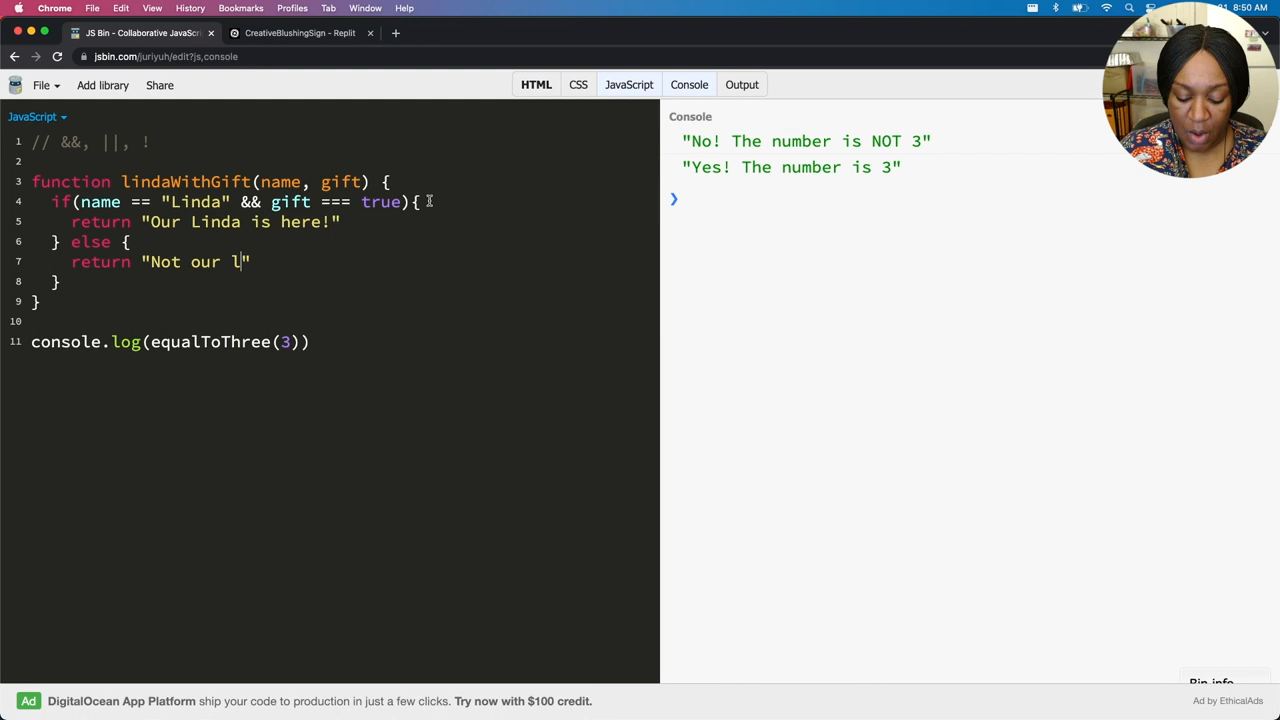 Chrome File Edit View History Bookmarks Profiles Tab Window Help 8:50 AM
JS Bin - Collaborative JavaScri CreativeBlushingSign - Replit
jsbin.com/juriyuh/edit?js,console
File Add library Share HTML CSS JavaScript Console Output
JavaScript
1 // &&, ||, !
2
3 function lindaWithGift(name, gift) {
4 if(name == "Linda" && gift === true){
5 return "Our Linda is here!"
6 } else {
7 return "Not our l"
8 }
9 }
10
11 console.log(equalToThree(3))
Console
"No! The number is NOT 3"
"Yes! The number is 3"
Bin info
Ad DigitalOcean App Platform ship your code to production in just a few clicks. Try now with $100 credit. Ad by EthicalAds